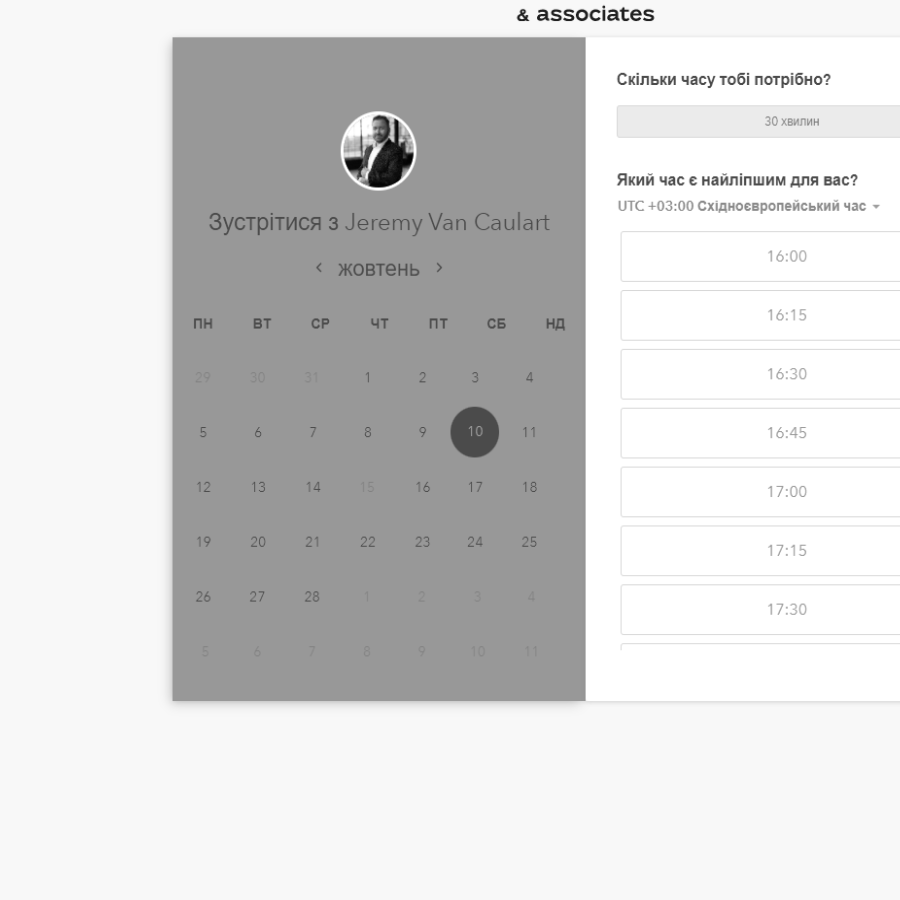 & associates
Зустрітися з Jeremy Van Caulart
жовтень
ПН ВТ СР ЧТ ПТ СБ НД
29 30 31 1 2 3 4
5 6 7 8 9 10 11
12 13 14 15 16 17 18
19 20 21 22 23 24 25
26 27 28 1 2 3 4
5 6 7 8 9 10 11
Скільки часу тобі потрібно?
30 хвилин
Який час є найліпшим для вас?
UTC +03:00 Східноєвропейський час
16:00
16:15
16:30
16:45
17:00
17:15
17:30